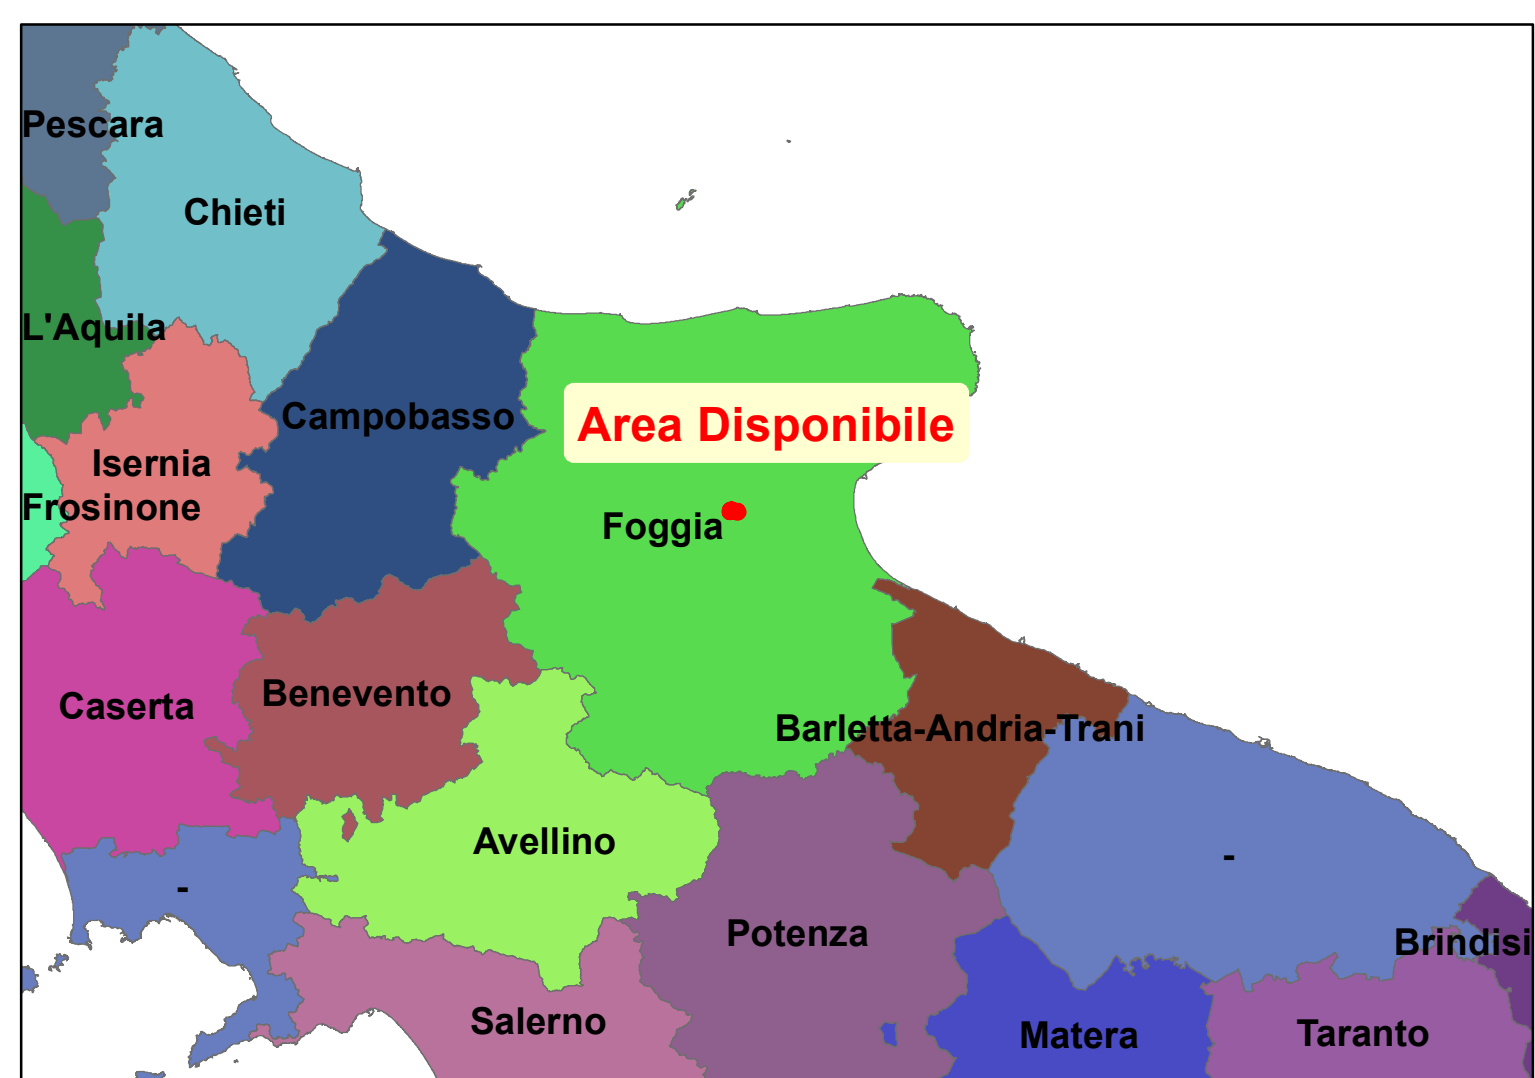 Pescara
Chieti
L'Aquila
Campobasso
Area Disponibile
Isernia
Frosinone
Foggia
Caserta
Benevento
Barletta-Andria-Trani
Avellino
-
-
Potenza
Brindisi
Salerno
Matera
Taranto